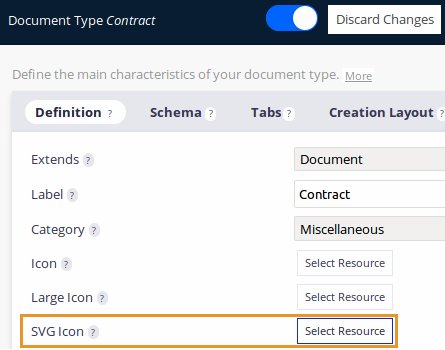 Document Type Contract
Discard Changes
Define the main characteristics of your document type. More
Definition ? Schema ? Tabs ? Creation Layout ?
Extends ? Document
Label ? Contract
Category ? Miscellaneous
Icon ? Select Resource
Large Icon ? Select Resource
SVG Icon ? Select Resource